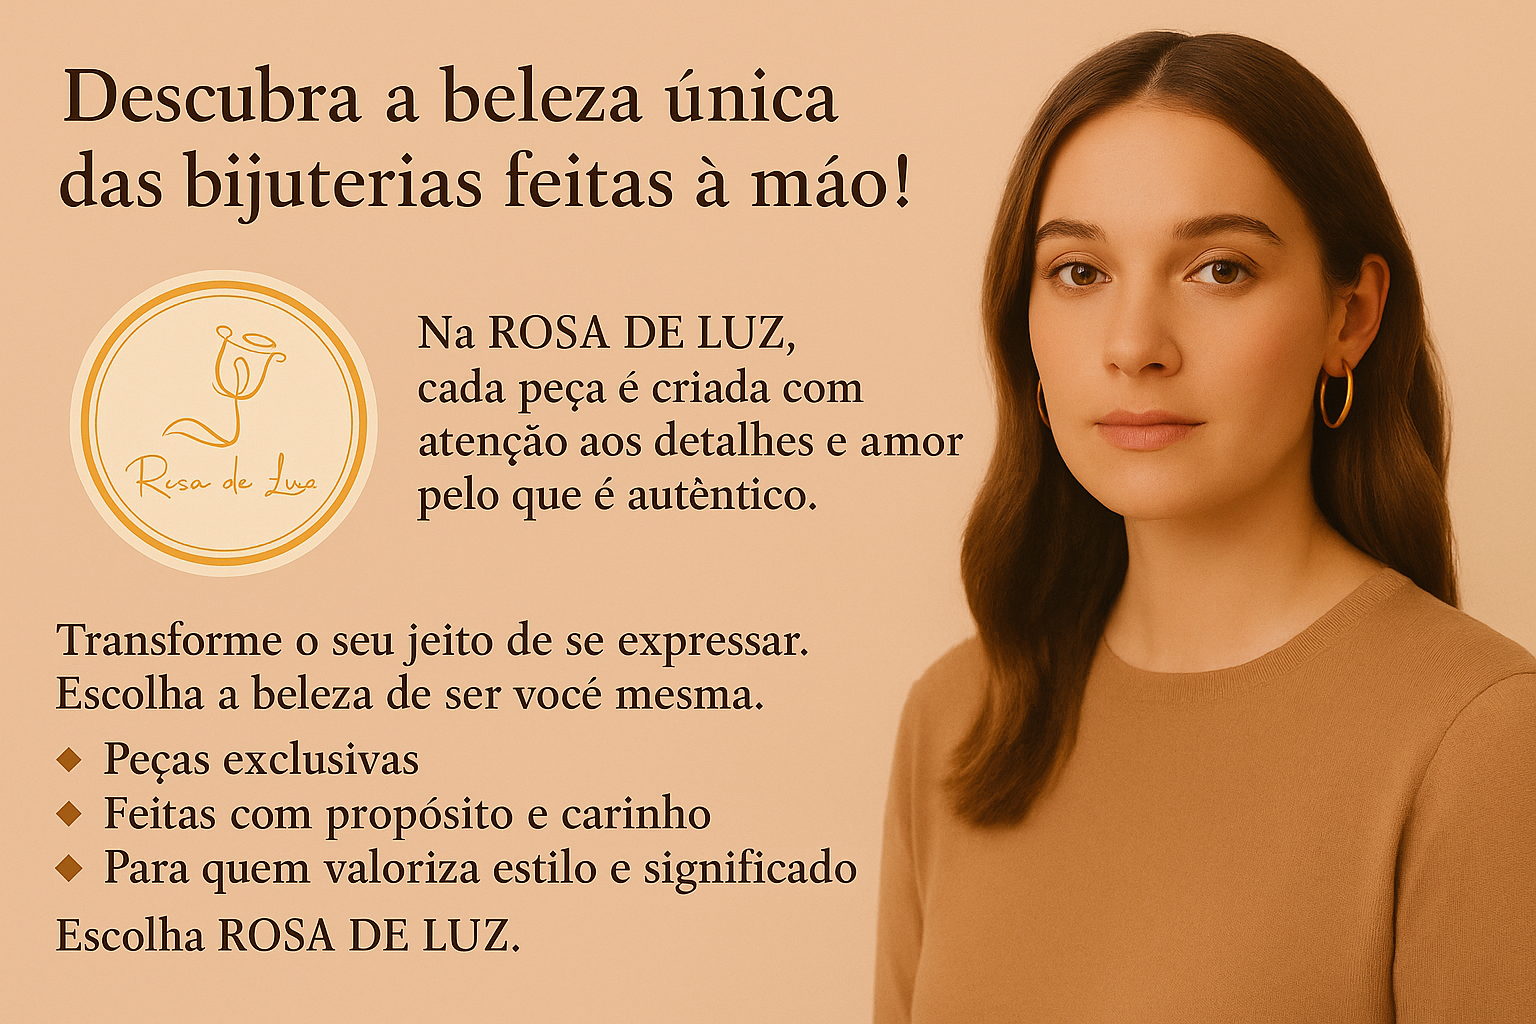 Descubra a beleza única
das bijuterias feitas à máo!
Na ROSA DE LUZ,
cada peça é criada com
atenção aos detalhes e amor
pelo que é autêntico.
Rosa de Luz
Transforme o seu jeito de se expressar.
Escolha a beleza de ser vocé mesma.
◆ Peças exclusivas
◆ Feitas com propósito e carinho
◆ Para quem valoriza estilo e significado
Escolha ROSA DE LUZ.